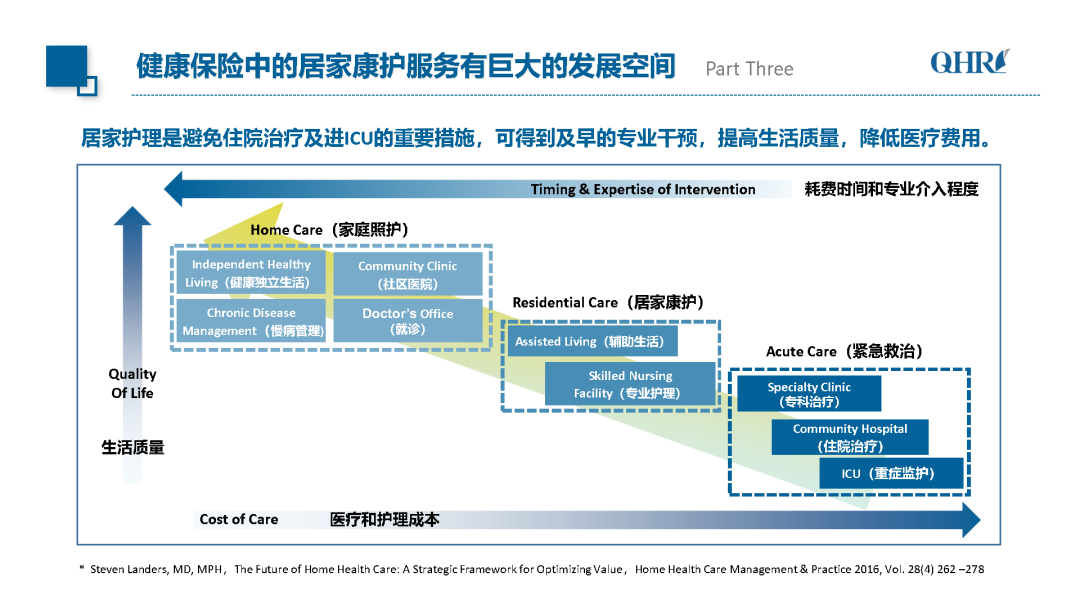 健康保险中的居家康护服务有巨大的发展空间 Part Three
QHR
居家护理是避免住院治疗及进ICU的重要措施，可得到及早的专业干预，提高生活质量，降低医疗费用。
Timing & Expertise of Intervention 耗费时间和专业介入程度
Home Care（家庭照护）
Independent Healthy
Living（健康独立生活）
Community Clinic
（社区医院）
Chronic Disease
Management（慢病管理)
Doctor's Office
（就诊）
Residential Care（居家康护）
Assisted Living（辅助生活）
Skilled Nursing
Facility（专业护理）
Acute Care（紧急救治）
Specialty Clinic
（专科治疗）
Community Hospital
（住院治疗）
ICU（重症监护）
Quality
Of Life
生活质量
Cost of Care 医疗和护理成本
* Steven Landers, MD, MPH，The Future of Home Health Care: A Strategic Framework for Optimizing Value，Home Health Care Management & Practice 2016, Vol. 28(4) 262 –278